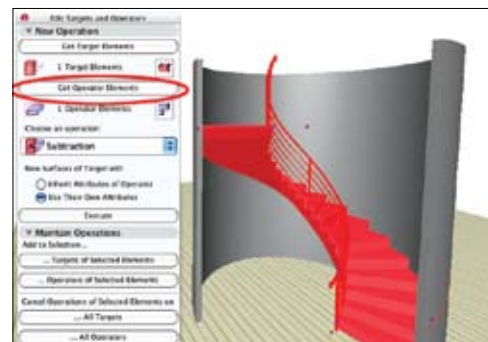 Edit Targets and Operators
New Operation
Get Target Elements
1 Target Elements
Get Operator Elements
1 Operator Elements
Choose an operation:
Subtraction
New Surfaces of Target will:
Inherit Attributes of Operator
Use Their Own Attributes
Execute
Maintain Operations
Add to Selection...
... Targets of Selected Elements
... Operators of Selected Elements
Cancel Operations of Selected Elements on
... All Targets
... All Operators